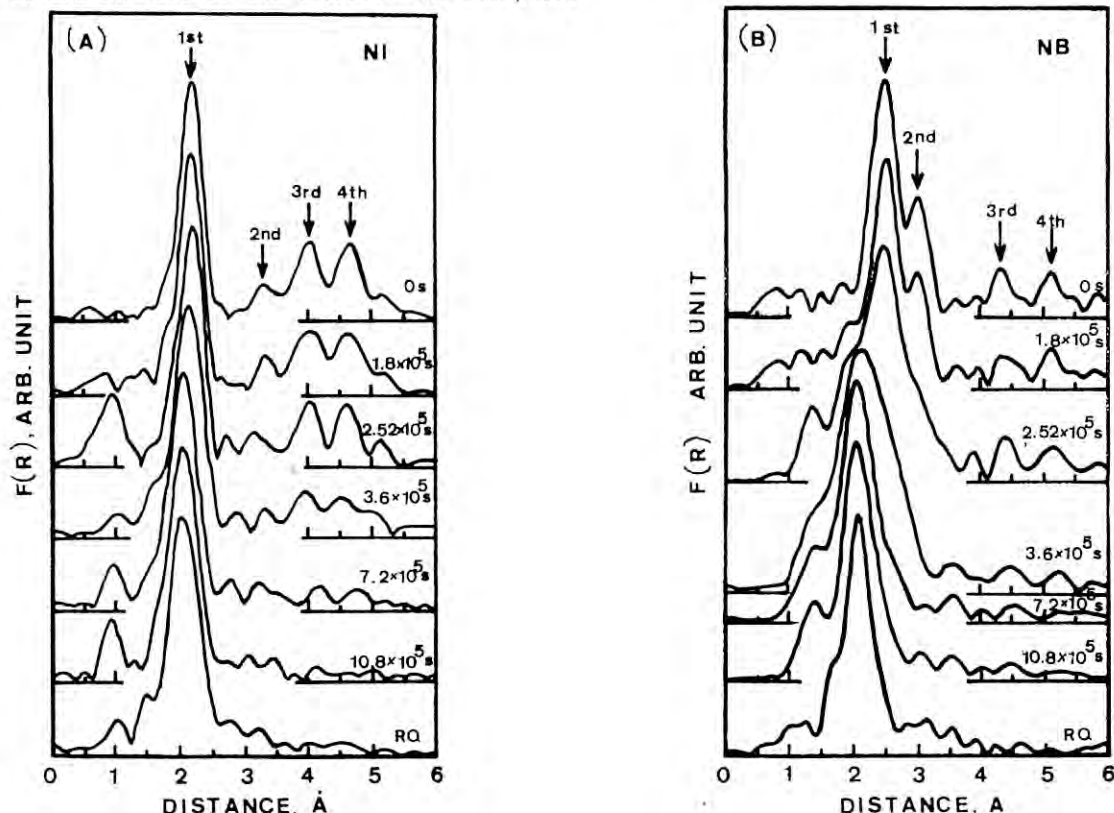 (A)
NI
1st
2nd
3rd
4th
0s
1.8×10⁵s
2.52×10⁵s
3.6×10⁵s
7.2×10⁵s
10.8×10⁵s
RQ
F(R), ARB. UNIT
0 1 2 3 4 5 6
DISTANCE, Å
(B)
NB
1st
2nd
3rd
4th
0s
1.8×10⁵s
2.52×10⁵s
3.6×10⁵s
7.2×10⁵s
10.8×10⁵s
RQ
F(R) ARB. UNIT
0 1 2 3 4 5 6
DISTANCE, A